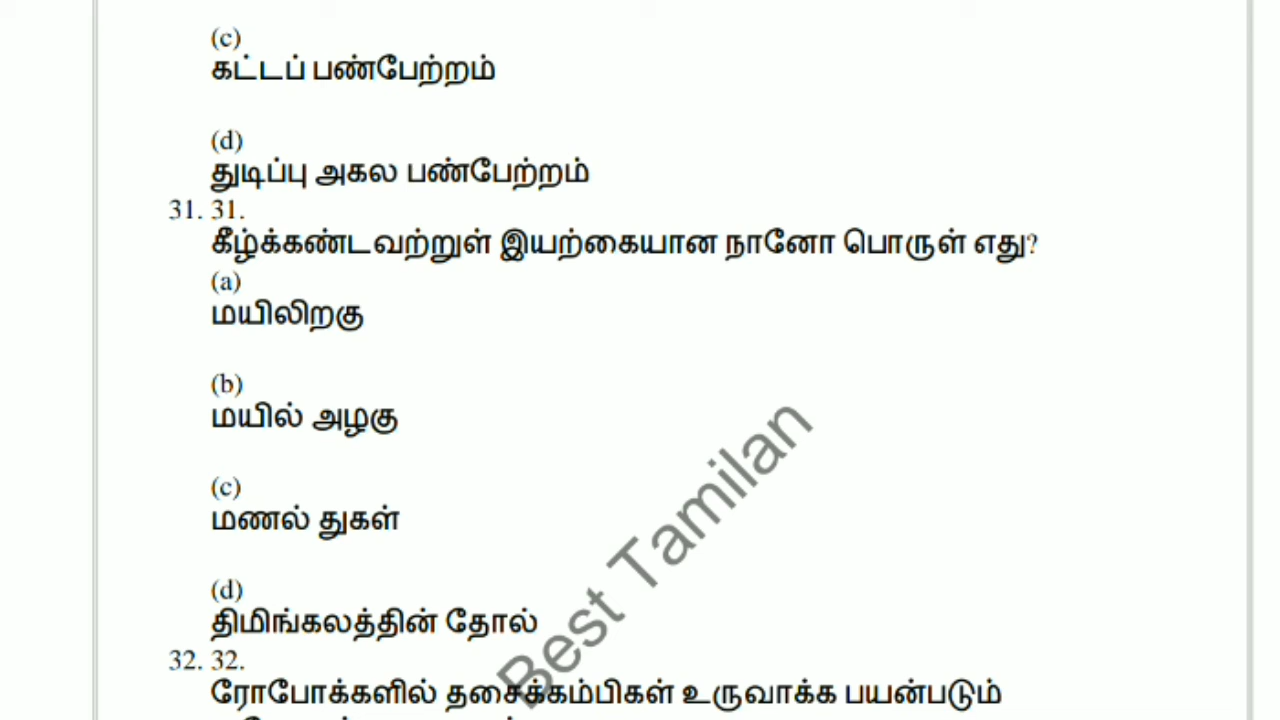 (c)
கட்டப் பண்பேற்றம்
(d)
துடிப்பு அகல பண்பேற்றம்
31. 31.
கீழ்க்கண்டவற்றுள் இயற்கையான நானோ பொருள் எது?
(a)
மயிலிறகு
(b)
மயில் அழகு
(c)
மணல் துகள்
(d)
திமிங்கலத்தின் தோல்
32. 32.
ரோபோக்களில் தசைக்கம்பிகள் உருவாக்க பயன்படும்
Best Tamilan